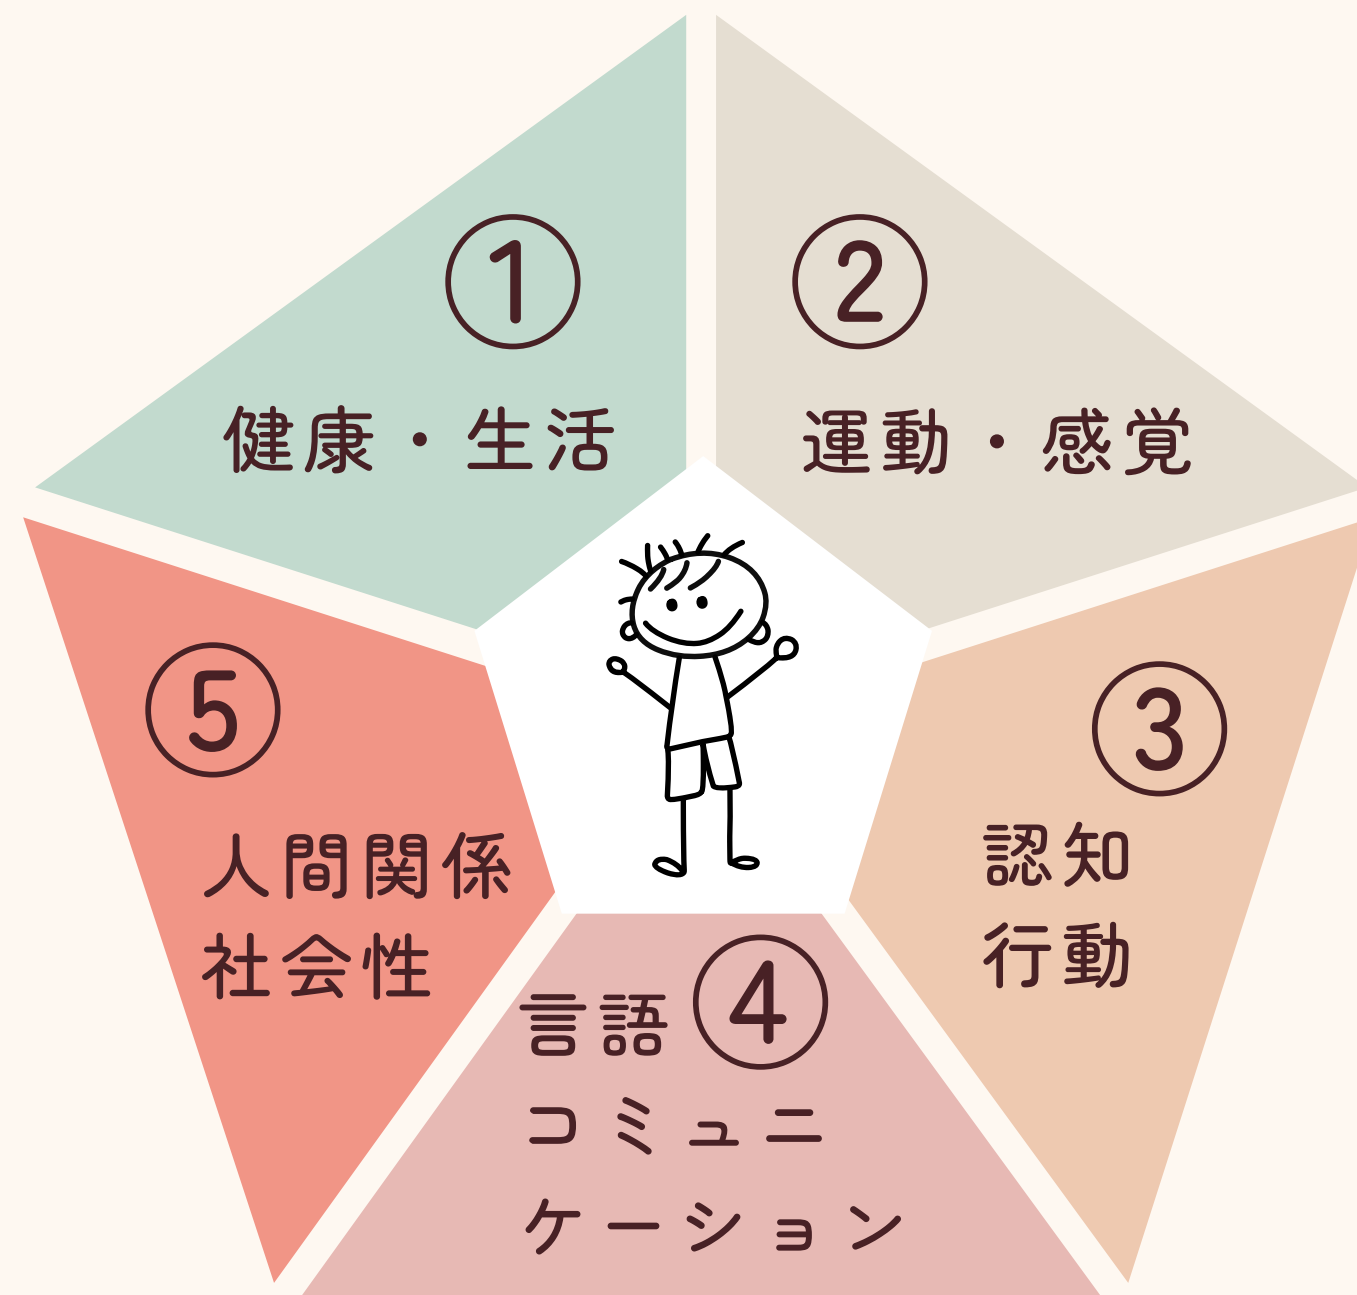 ①
健康・生活
②
運動・感覚
③
認知
行動
④
言語
コミュニ
ケーション
⑤
人間関係
社会性